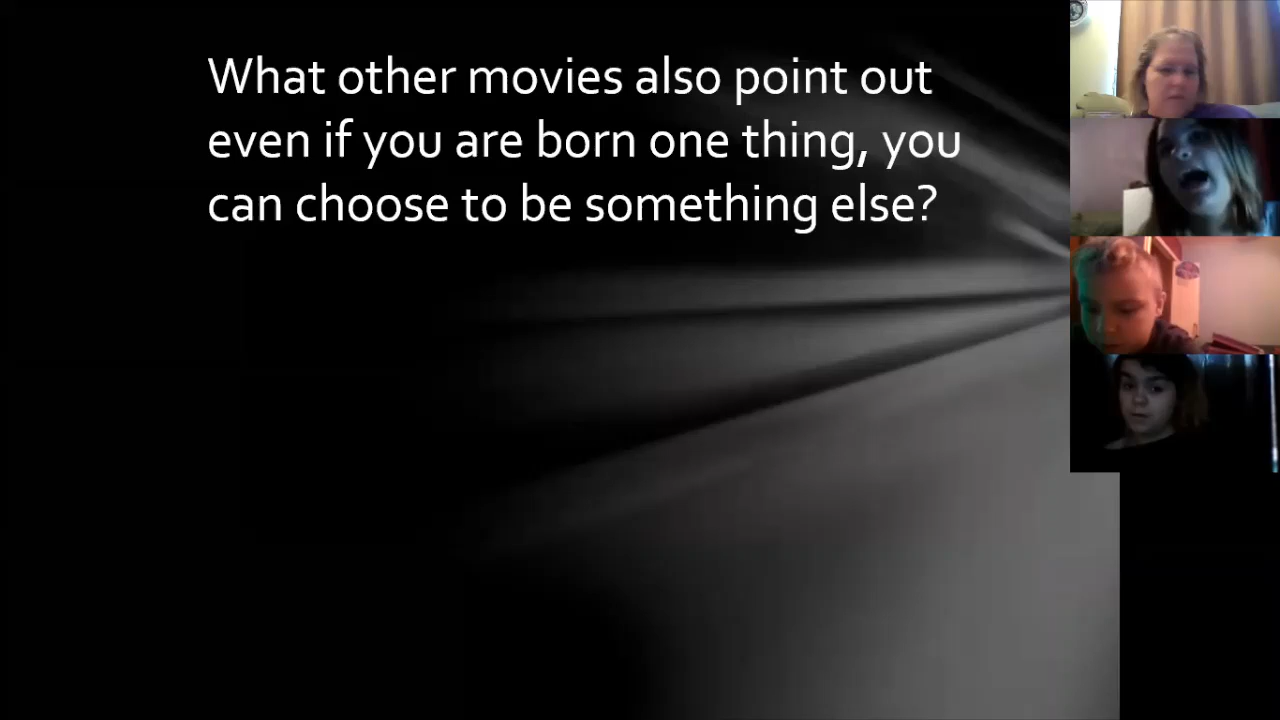 What other movies also point out
even if you are born one thing, you
can choose to be something else?